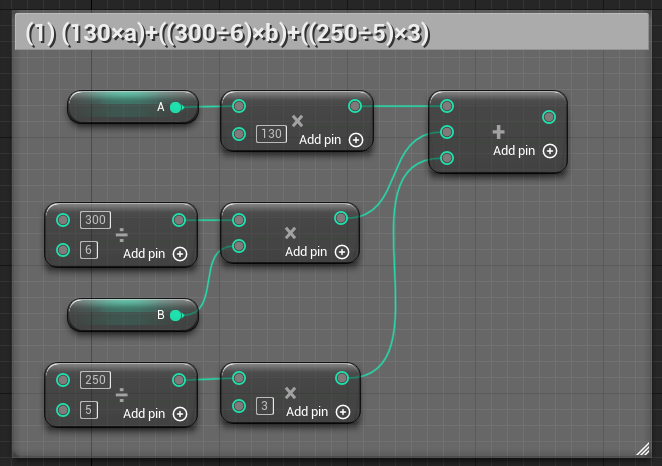 (1) (130×a)+((300÷6)×b)+((250÷5)×3)
A
×
130
Add pin
+
Add pin
300
÷
6
Add pin
×
Add pin
B
250
÷
5
Add pin
×
3
Add pin